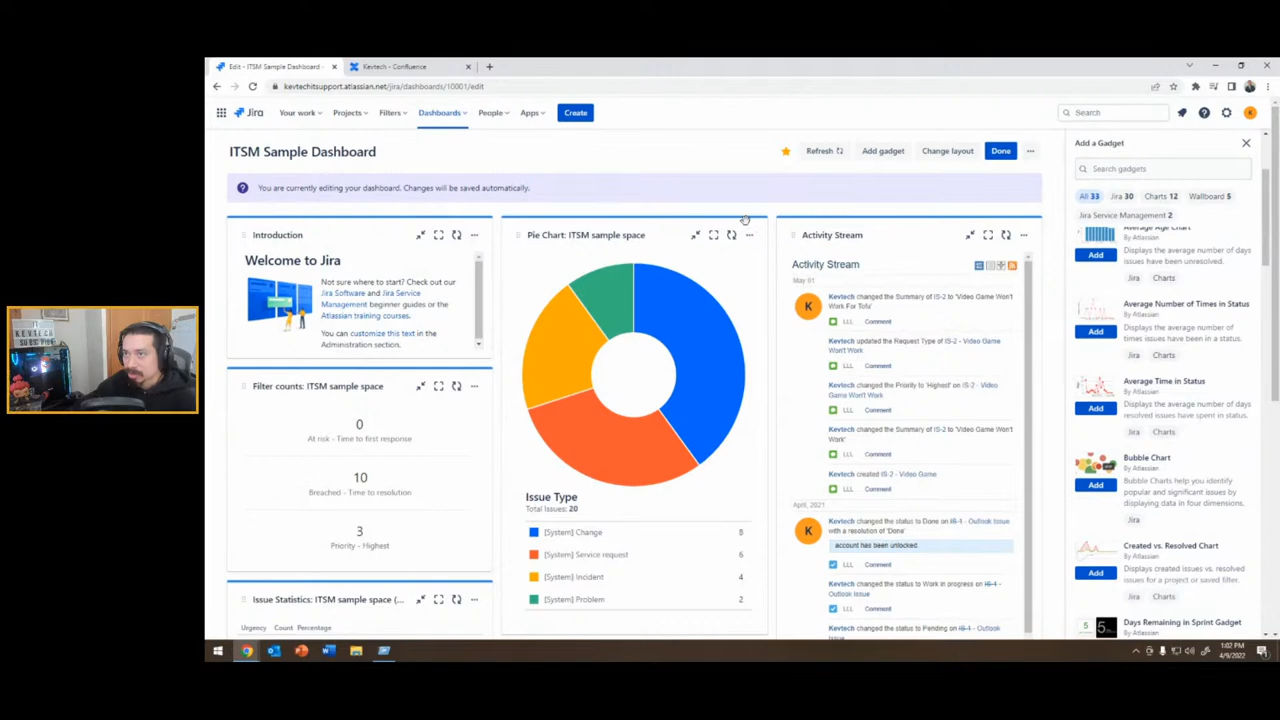 Edit - ITSM Sample Dashboard -
Kevtech - Confluence
kevtechitsupport.atlassian.net/jira/dashboards/10001/edit
Jira
Your work
Projects
Filters
Dashboards
People
Apps
Create
Search
K
ITSM Sample Dashboard
Refresh
Add gadget
Change layout
Done
You are currently editing your dashboard. Changes will be saved automatically.
Introduction
Welcome to Jira
Not sure where to start? Check out our
Jira Software and Jira Service
Management beginner guides or the
Atlassian training courses.
You can customize this text in the
Administration section.
Filter counts: ITSM sample space
0
At risk - Time to first response
10
Breached - Time to resolution
3
Priority - Highest
Issue Statistics: ITSM sample space (...
Urgency Count Percentage
Pie Chart: ITSM sample space
Issue Type
Total Issues: 20
[System] Change 8
[System] Service request 6
[System] Incident 4
[System] Problem 2
Activity Stream
Activity Stream
May 01
K
Kevtech changed the Summary of IS-2 to 'Video Game Won't
Work For Tofu'
LLL Comment
Kevtech updated the Request Type of IS-2 - Video Game
Won't Work
LLL Comment
Kevtech changed the Priority to 'Highest' on IS-2 - Video
Game Won't Work
LLL Comment
Kevtech changed the Summary of IS-2 to 'Video Game Won't
Work'
LLL Comment
Kevtech created IS-2 - Video Game
LLL Comment
April, 2021
K
Kevtech changed the status to Done on IS-1 - Outlook Issue
with a resolution of 'Done'
account has been unlocked.
LLL Comment
Kevtech changed the status to Work in progress on IS-1 -
Outlook Issue
LLL Comment
Kevtech changed the status to Pending on IS-1 - Outlook
Issue
Add a Gadget
Search gadgets
All 33 Jira 30 Charts 12 Wallboard 5
Jira Service Management 2
Average Age Chart
By Atlassian
Add
Displays the average number of days
issues have been unresolved.
Jira Charts
Average Number of Times in Status
By Atlassian
Add
Displays the average number of
times issues have been in a status.
Jira Charts
Average Time in Status
By Atlassian
Add
Displays the average number of days
resolved issues have spent in status.
Jira Charts
Bubble Chart
By Atlassian
Add
Bubble Charts help you identify
popular and significant issues by
displaying data in four dimensions.
Jira
Created vs. Resolved Chart
By Atlassian
Add
Displays created issues vs. resolved
issues for a project or saved filter.
Jira Charts
Days Remaining in Sprint Gadget
By Atlassian
KEVTECH
1:02 PM
4/9/2022